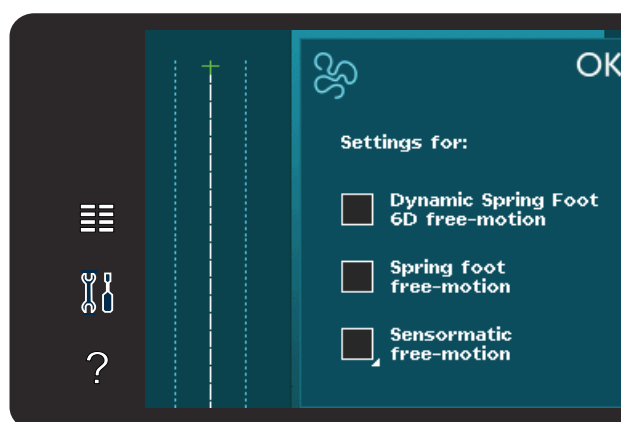 OK
Settings for:
Dynamic Spring Foot
6D free-motion
Spring foot
free-motion
Sensormatic
free-motion
?